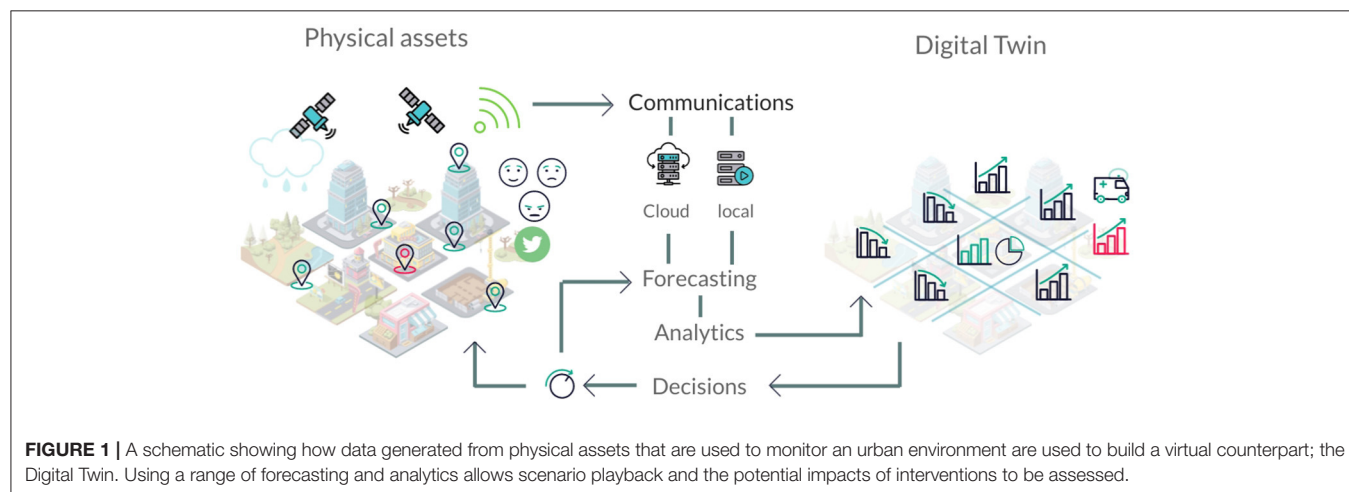 Physical assets
Digital Twin
Communications
Cloud
local
Forecasting
Analytics
Decisions
FIGURE 1 | A schematic showing how data generated from physical assets that are used to monitor an urban environment are used to build a virtual counterpart; the
Digital Twin. Using a range of forecasting and analytics allows scenario playback and the potential impacts of interventions to be assessed.